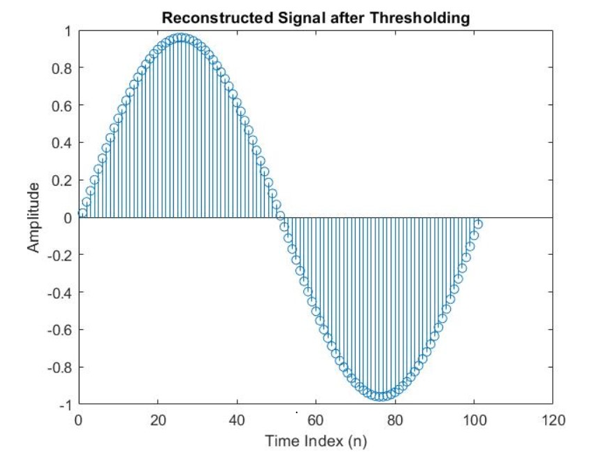 Reconstructed Signal after Thresholding
1
0.8
0.6
0.4
0.2
0
-0.2
-0.4
-0.6
-0.8
-1
Amplitude
0 20 40 60 80 100 120
Time Index (n)